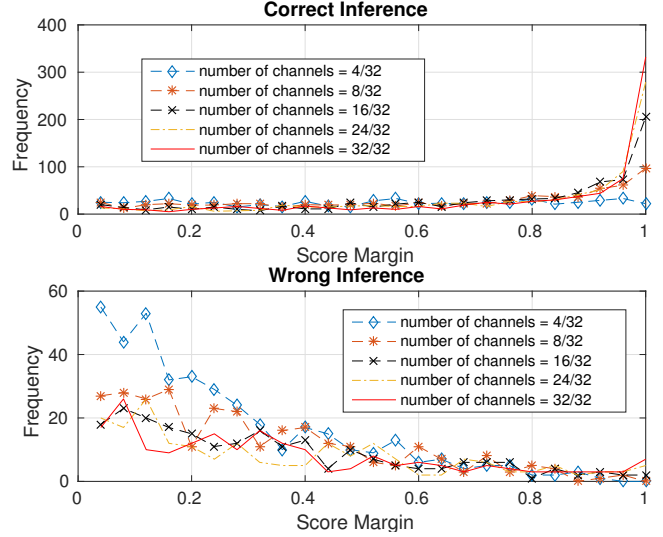 Correct Inference
400
300
200
100
0
Frequency
number of channels = 4/32
number of channels = 8/32
number of channels = 16/32
number of channels = 24/32
number of channels = 32/32
0 0.2 0.4 0.6 0.8 1
Score Margin
Wrong Inference
60
40
20
0
Frequency
number of channels = 4/32
number of channels = 8/32
number of channels = 16/32
number of channels = 24/32
number of channels = 32/32
0 0.2 0.4 0.6 0.8 1
Score Margin